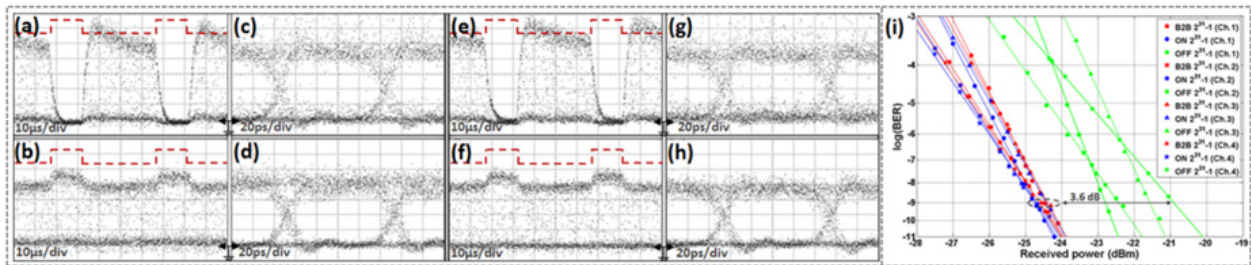 (a)
10µs/div
(c)
20ps/div
(e)
10µs/div
(g)
20ps/div
(b)
10µs/div
(d)
20ps/div
(f)
10µs/div
(h)
20ps/div
(i)
log(BER)
-3
-4
-5
-6
-7
-8
-9
-10
-11
B2B 2³¹-1 (Ch.1)
ON 2³¹-1 (Ch.1)
OFF 2³¹-1 (Ch.1)
B2B 2³¹-1 (Ch.2)
ON 2³¹-1 (Ch.2)
OFF 2³¹-1 (Ch.2)
B2B 2³¹-1 (Ch.3)
ON 2³¹-1 (Ch.3)
OFF 2³¹-1 (Ch.3)
B2B 2³¹-1 (Ch.4)
ON 2³¹-1 (Ch.4)
OFF 2³¹-1 (Ch.4)
3.6 dB
-28 -27 -26 -25 -24 -23 -22 -21 -20 -19
Received power (dBm)